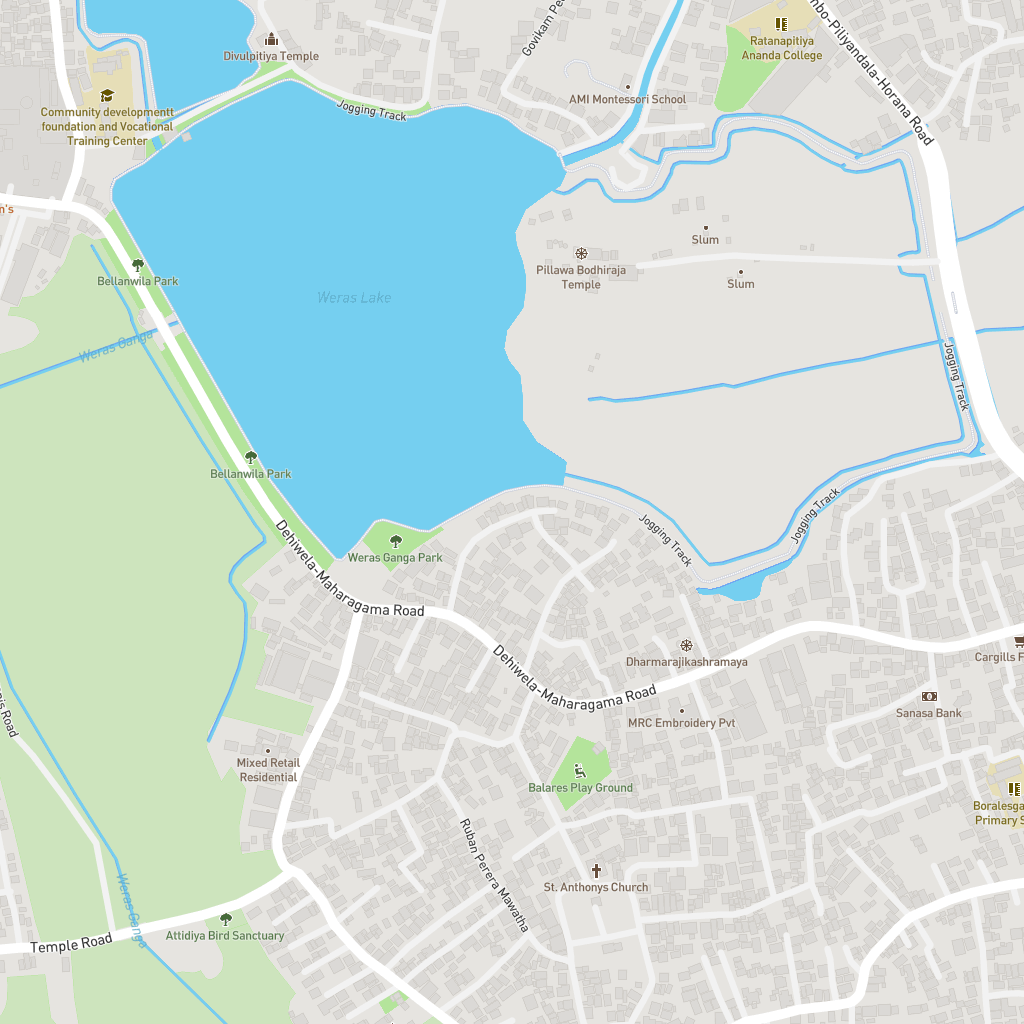 Govikam Pe
mbo-Piliyandala-Horana Road
Ratanapitiya
Ananda College
Divulpitiya Temple
AMI Montessori School
Jogging Track
Community developmentt
foundation and Vocational
Training Center
n's
Slum
Bellanwila Park
Pillawa Bodhiraja
Temple
Slum
Weras Lake
Weras Ganga
Jogging Track
Bellanwila Park
Jogging Track
Jogging Track
Weras Ganga Park
Dehiwela-Maharagama Road
Dehiwela-Maharagama Road
Dharmarajikashramaya
Cargills F
nis Road
Sanasa Bank
MRC Embroidery Pvt
Mixed Retail
Residential
Balares Play Ground
Boralesga
Primary S
Ruban Perera Mawatha
St. Anthonys Church
Weras Ganga
Attidiya Bird Sanctuary
Temple Road